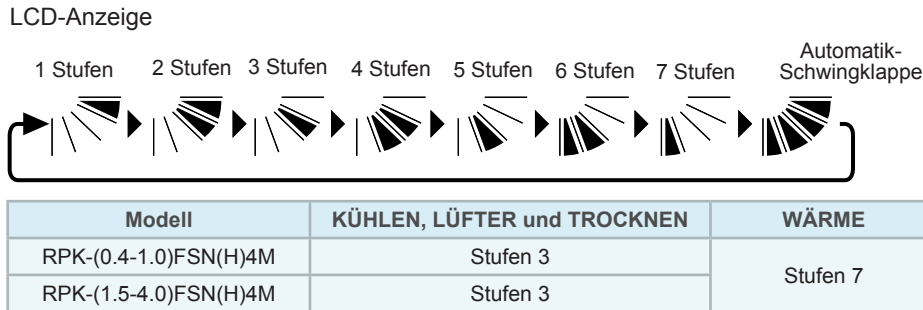 LCD-Anzeige
1 Stufen 2 Stufen 3 Stufen 4 Stufen 5 Stufen 6 Stufen 7 Stufen Automatik-
Schwingklappe
Modell KÜHLEN, LÜFTER und TROCKNEN WÄRME
RPK-(0.4-1.0)FSN(H)4M Stufen 3
Stufen 7
RPK-(1.5-4.0)FSN(H)4M Stufen 3